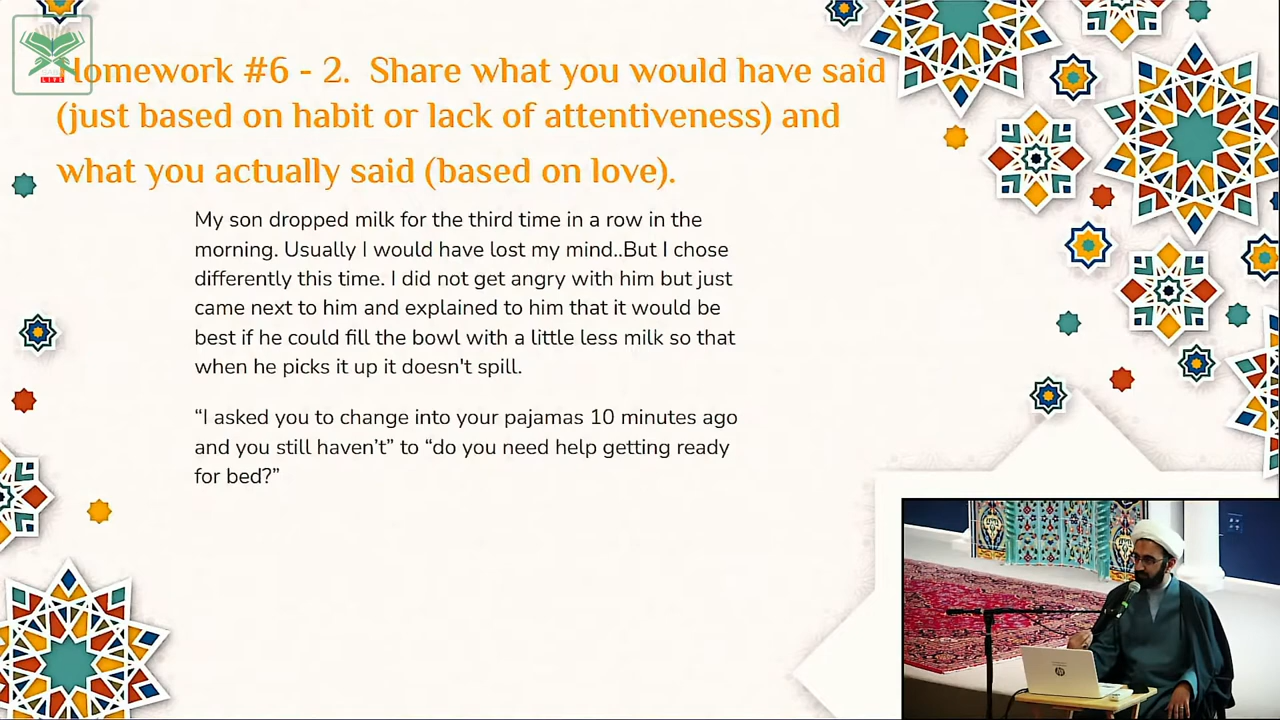 LIVE
Homework #6 - 2.  Share what you would have said
(just based on habit or lack of attentiveness) and
what you actually said (based on love).
My son dropped milk for the third time in a row in the
morning. Usually I would have lost my mind..But I chose
differently this time. I did not get angry with him but just
came next to him and explained to him that it would be
best if he could fill the bowl with a little less milk so that
when he picks it up it doesn't spill.
“I asked you to change into your pajamas 10 minutes ago
and you still haven’t” to “do you need help getting ready
for bed?”
hp